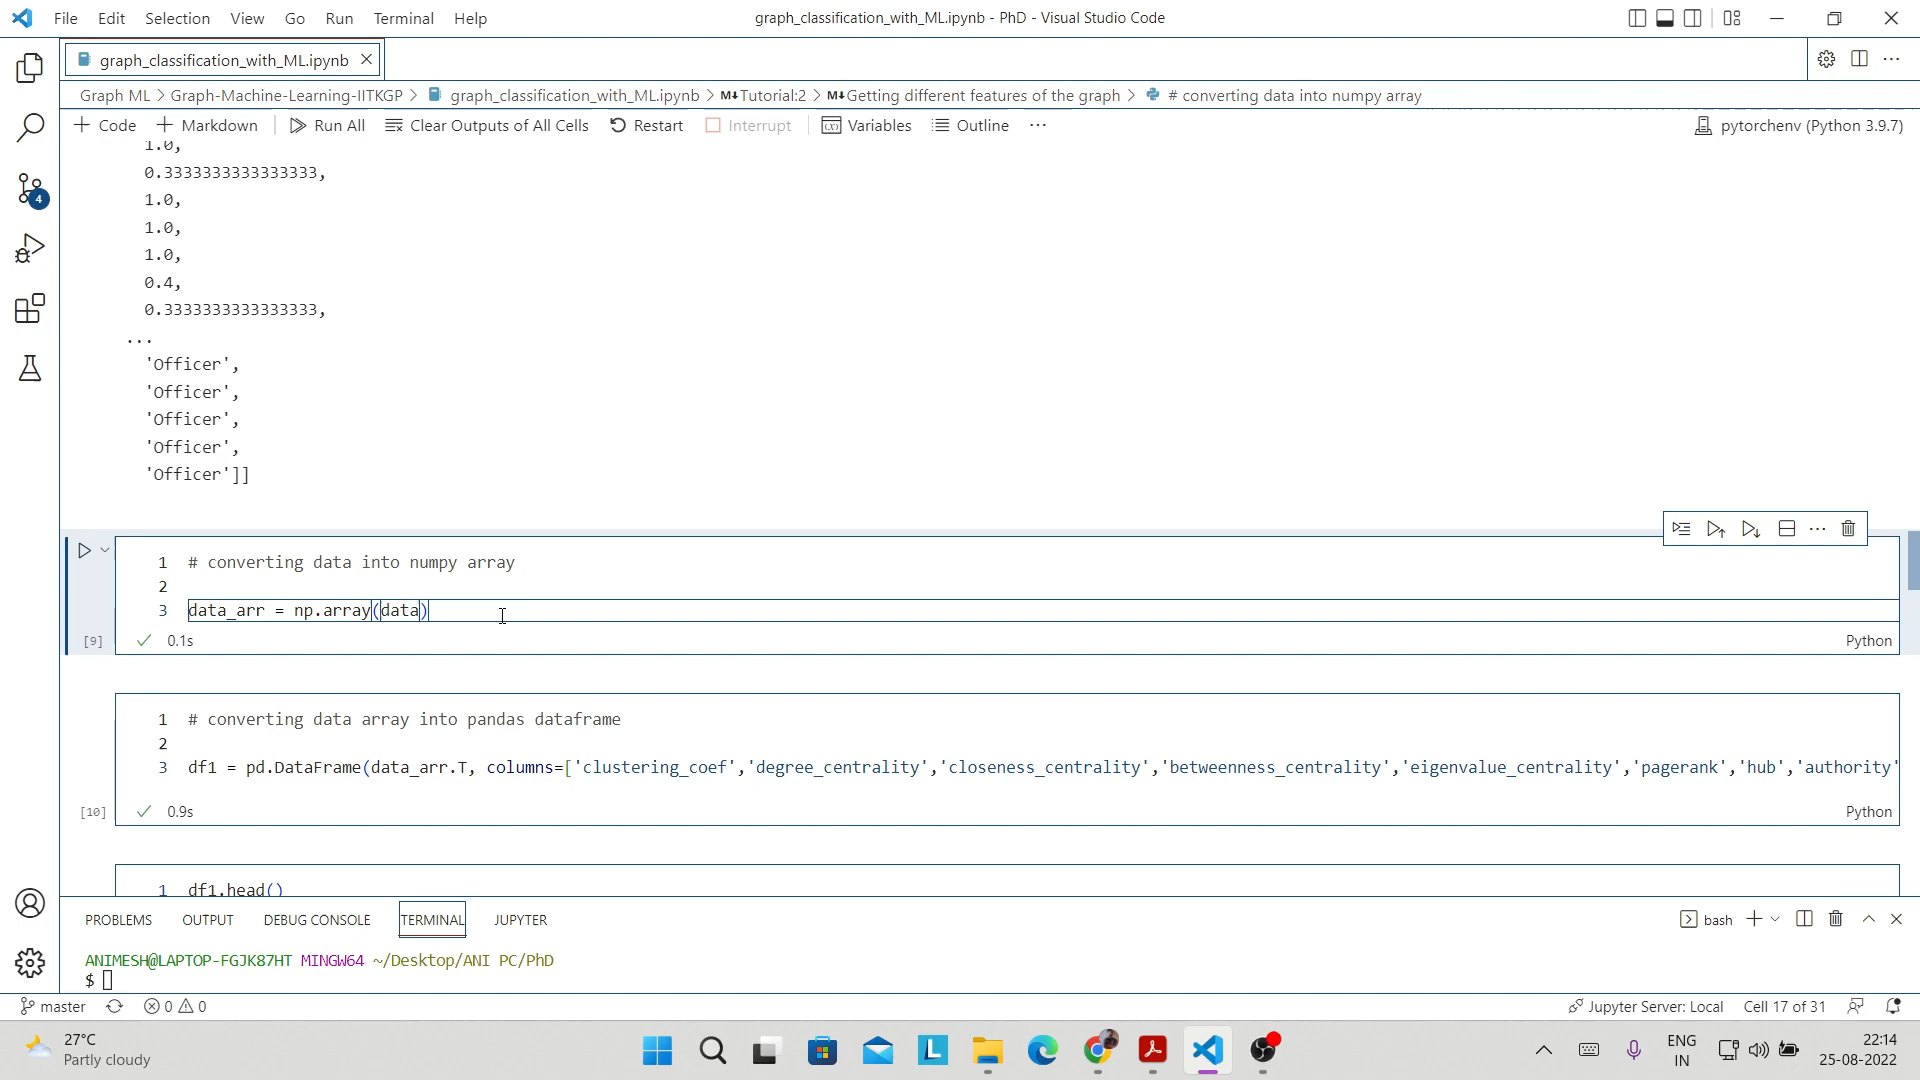 File Edit Selection View Go Run Terminal Help
graph_classification_with_ML.ipynb - PhD - Visual Studio Code
graph_classification_with_ML.ipynb
Graph ML > Graph-Machine-Learning-IITKGP > graph_classification_with_ML.ipynb > M↓Tutorial:2 > M↓Getting different features of the graph > # converting data into numpy array
+ Code + Markdown Run All Clear Outputs of All Cells Restart Interrupt Variables Outline ... pytorchenv (Python 3.9.7)
1.0,
0.3333333333333333,
1.0,
1.0,
1.0,
0.4,
0.3333333333333333,
...
'Officer',
'Officer',
'Officer',
'Officer',
'Officer']]
1 # converting data into numpy array
2
3 data_arr = np.array(data)
[9] 0.1s Python
1 # converting data array into pandas dataframe
2
3 df1 = pd.DataFrame(data_arr.T, columns=['clustering_coef','degree_centrality','closeness_centrality','betweenness_centrality','eigenvalue_centrality','pagerank','hub','authority'
[10] 0.9s Python
1 df1.head()
PROBLEMS OUTPUT DEBUG CONSOLE TERMINAL JUPYTER bash
ANIMESH@LAPTOP-FGJK87HT MINGW64 ~/Desktop/ANI PC/PhD
$
master 0 0 Jupyter Server: Local Cell 17 of 31
4
27°C
Partly cloudy
ENG
IN
22:14
25-08-2022